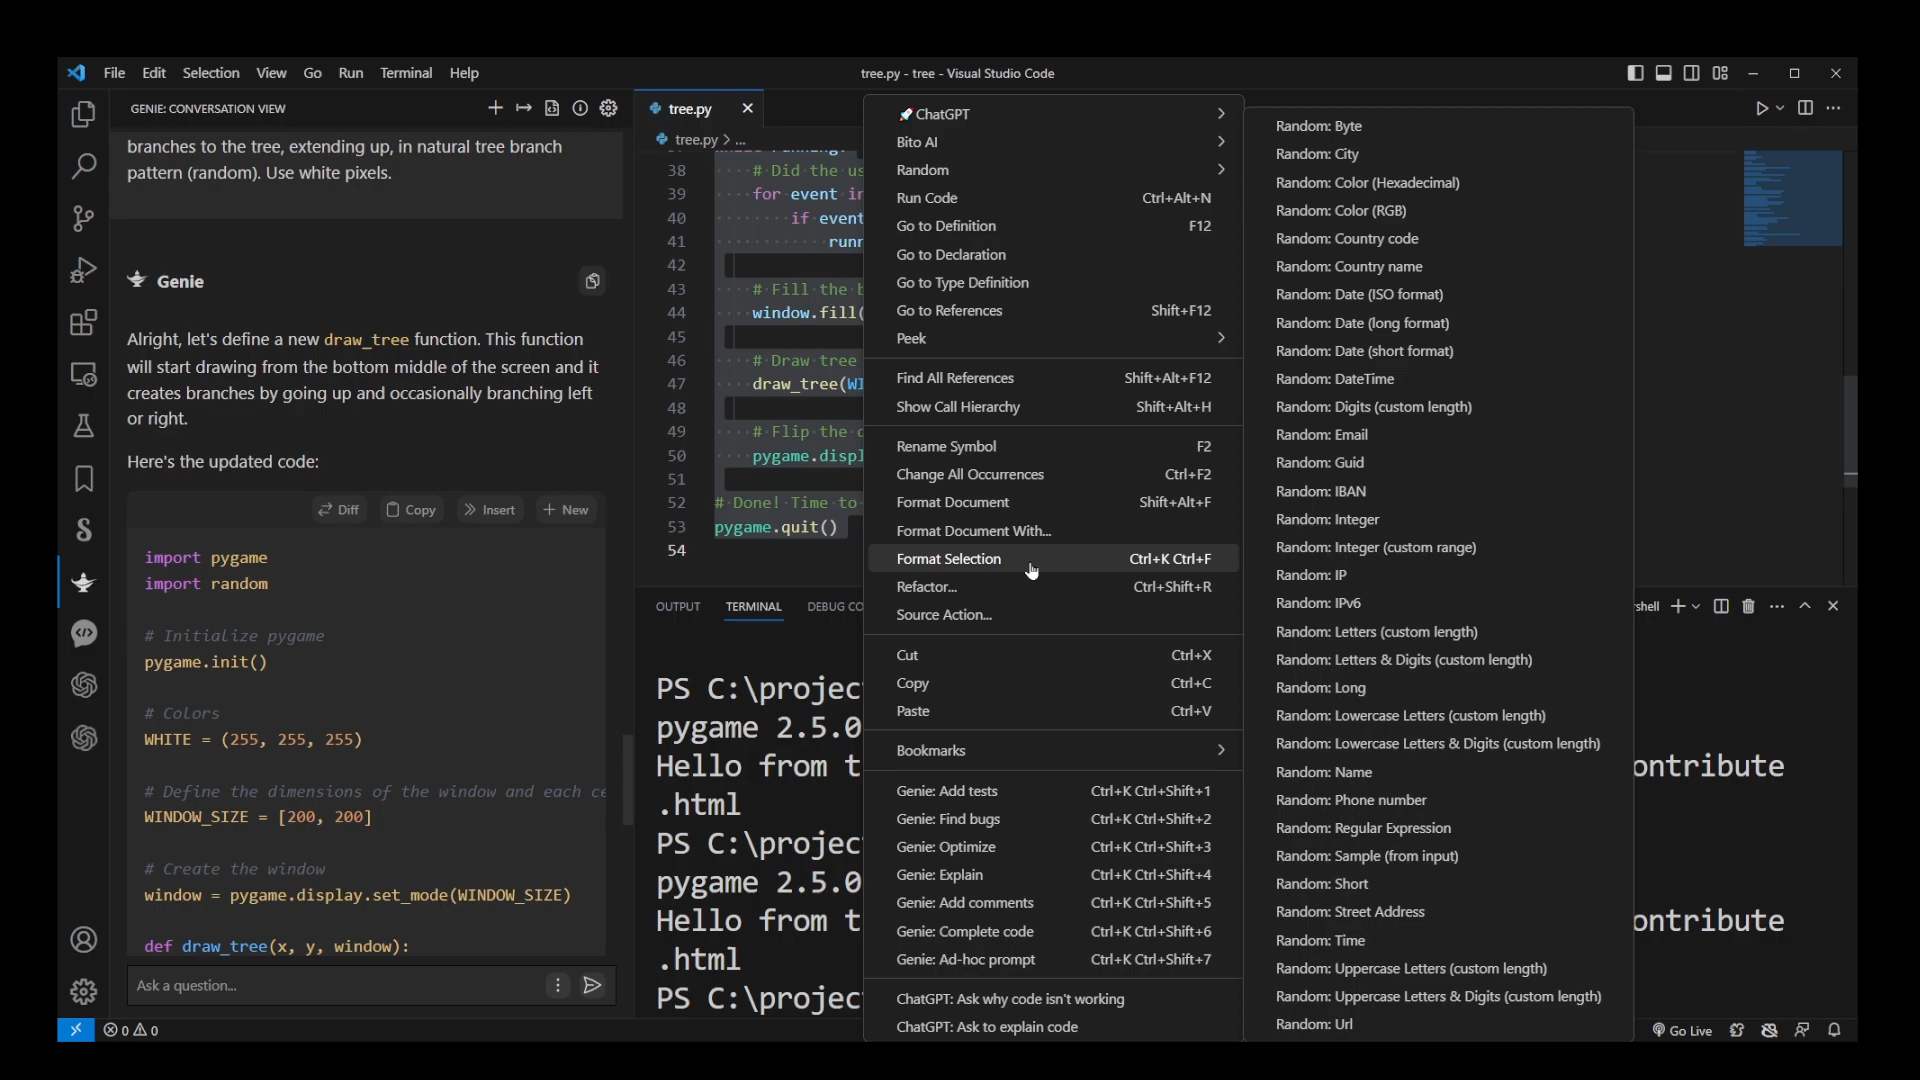 File Edit Selection View Go Run Terminal Help
tree.py - tree - Visual Studio Code
GENIE: CONVERSATION VIEW
branches to the tree, extending up, in natural tree branch
pattern (random). Use white pixels.
Genie
Alright, let's define a new draw_tree function. This function
will start drawing from the bottom middle of the screen and it
creates branches by going up and occasionally branching left
or right.
Here's the updated code:
Diff Copy Insert New
import pygame
import random
# Initialize pygame
pygame.init()
# Colors
WHITE = (255, 255, 255)
# Define the dimensions of the window and each ce
WINDOW_SIZE = [200, 200]
# Create the window
window = pygame.display.set_mode(WINDOW_SIZE)
def draw_tree(x, y, window):
Ask a question...
tree.py
tree.py > ...
38 # Did the us
39 for event in
40 if event
41 runn
42
43 # Fill the b
44 window.fill(
45
46 # Draw tree
47 draw_tree(WI
48
49 # Flip the d
50 pygame.displ
51
52 # Done! Time to
53 pygame.quit()
54
OUTPUT TERMINAL DEBUG CO
shell
PS C:\projec
pygame 2.5.0
Hello from t
ontribute
.html
PS C:\projec
pygame 2.5.0
Hello from t
ontribute
.html
PS C:\projec
ChatGPT
Bito AI
Random
Run Code Ctrl+Alt+N
Go to Definition F12
Go to Declaration
Go to Type Definition
Go to References Shift+F12
Peek
Find All References Shift+Alt+F12
Show Call Hierarchy Shift+Alt+H
Rename Symbol F2
Change All Occurrences Ctrl+F2
Format Document Shift+Alt+F
Format Document With...
Format Selection Ctrl+K Ctrl+F
Refactor... Ctrl+Shift+R
Source Action...
Cut Ctrl+X
Copy Ctrl+C
Paste Ctrl+V
Bookmarks
Genie: Add tests Ctrl+K Ctrl+Shift+1
Genie: Find bugs Ctrl+K Ctrl+Shift+2
Genie: Optimize Ctrl+K Ctrl+Shift+3
Genie: Explain Ctrl+K Ctrl+Shift+4
Genie: Add comments Ctrl+K Ctrl+Shift+5
Genie: Complete code Ctrl+K Ctrl+Shift+6
Genie: Ad-hoc prompt Ctrl+K Ctrl+Shift+7
ChatGPT: Ask why code isn't working
ChatGPT: Ask to explain code
Random: Byte
Random: City
Random: Color (Hexadecimal)
Random: Color (RGB)
Random: Country code
Random: Country name
Random: Date (ISO format)
Random: Date (long format)
Random: Date (short format)
Random: DateTime
Random: Digits (custom length)
Random: Email
Random: Guid
Random: IBAN
Random: Integer
Random: Integer (custom range)
Random: IP
Random: IPv6
Random: Letters (custom length)
Random: Letters & Digits (custom length)
Random: Long
Random: Lowercase Letters (custom length)
Random: Lowercase Letters & Digits (custom length)
Random: Name
Random: Phone number
Random: Regular Expression
Random: Sample (from input)
Random: Short
Random: Street Address
Random: Time
Random: Uppercase Letters (custom length)
Random: Uppercase Letters & Digits (custom length)
Random: Url
0 0
Go Live